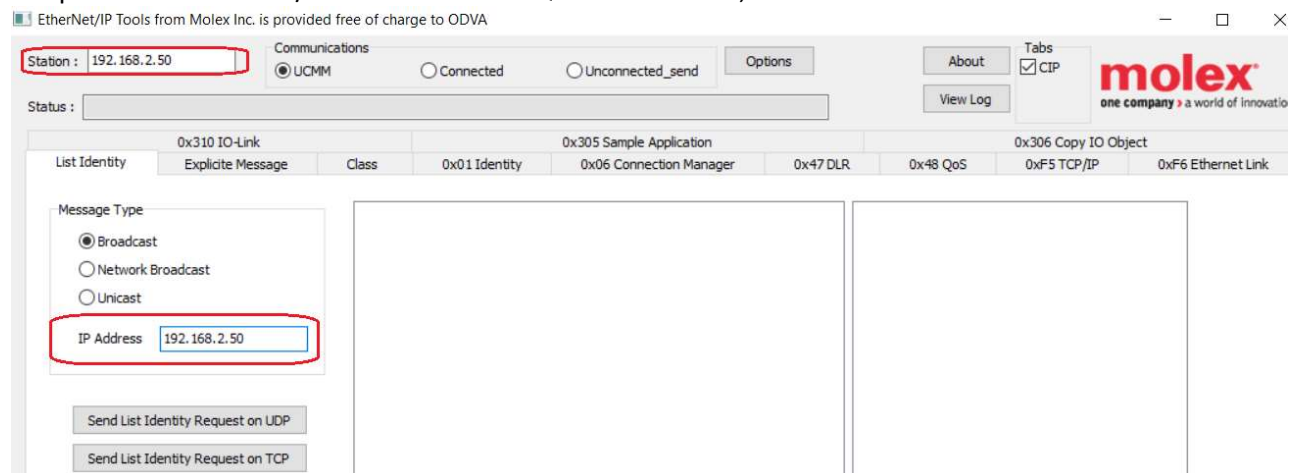 EtherNet/IP Tools from Molex Inc. is provided free of charge to ODVA
Station : 192.168.2.50
Communications
UCMM Connected Unconnected_send
Options
About
View Log
Tabs
CIP
molex
one company > a world of innovatio
Status :
0x310 IO-Link 0x305 Sample Application 0x306 Copy IO Object
List Identity Explicite Message Class 0x01 Identity 0x06 Connection Manager 0x47 DLR 0x48 QoS 0xF5 TCP/IP 0xF6 Ethernet Link
Message Type
Broadcast
Network Broadcast
Unicast
IP Address 192.168.2.50
Send List Identity Request on UDP
Send List Identity Request on TCP